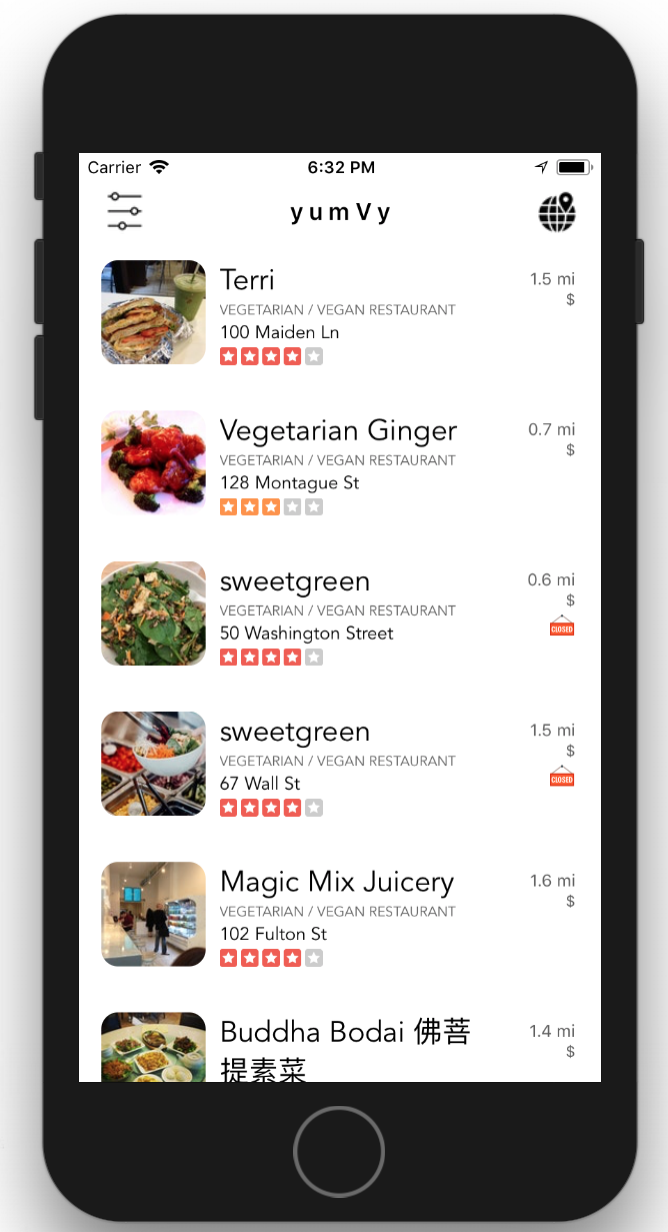 Carrier 6:32 PM
yumVy
Terri 1.5 mi
VEGETARIAN / VEGAN RESTAURANT $
100 Maiden Ln
Vegetarian Ginger 0.7 mi
VEGETARIAN / VEGAN RESTAURANT $
128 Montague St
sweetgreen 0.6 mi
VEGETARIAN / VEGAN RESTAURANT $
50 Washington Street CLOSED
sweetgreen 1.5 mi
VEGETARIAN / VEGAN RESTAURANT $
67 Wall St CLOSED
Magic Mix Juicery 1.6 mi
VEGETARIAN / VEGAN RESTAURANT $
102 Fulton St
Buddha Bodai 佛菩 1.4 mi
提素菜 $